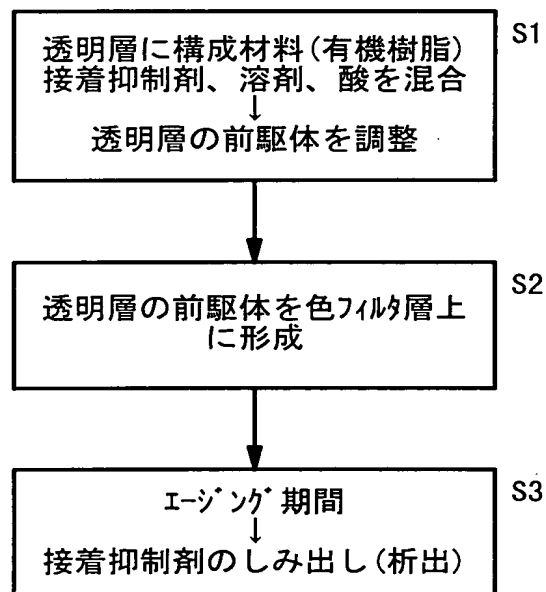 S1
透明層に構成材料(有機樹脂)
接着抑制剤、溶剤、酸を混合
↓
透明層の前駆体を調整
S2
透明層の前駆体を色ﾌｨﾙﾀ層上
に形成
S3
ｴｰｼﾞﾝｸﾞ期間
↓
接着抑制剤のしみ出し(析出)